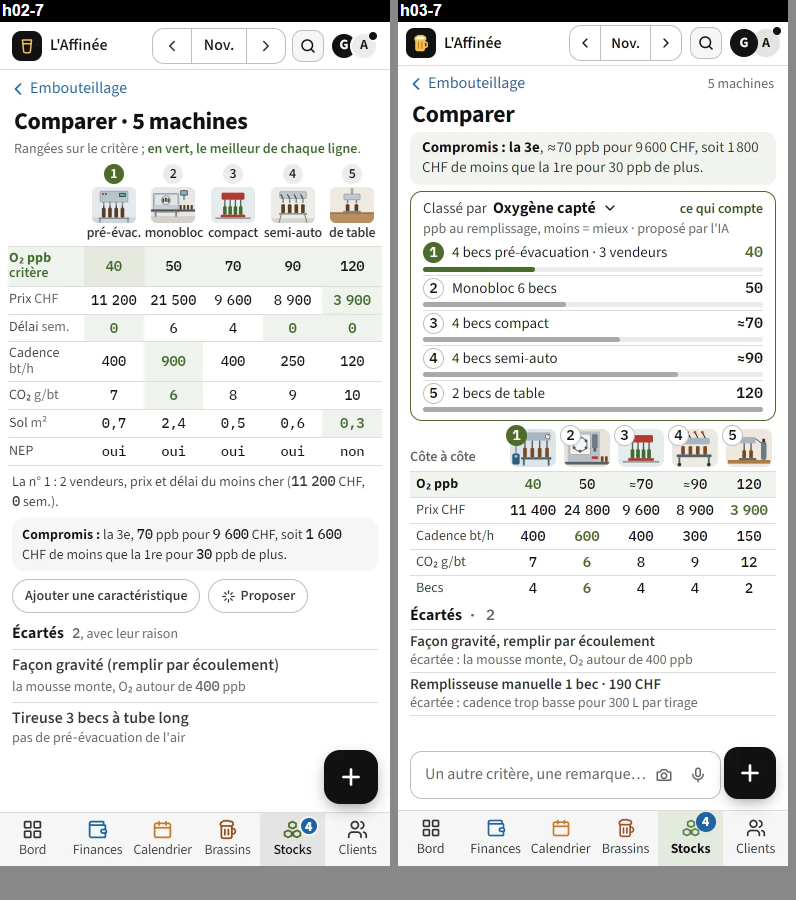 h02-7
L'Affinée
Nov.
G A
Embouteillage
Comparer · 5 machines
Rangées sur le critère ; en vert, le meilleur de chaque ligne.
1 2 3 4 5
pré-évac. monobloc compact semi-auto de table
O₂ ppb critère 40 50 70 90 120
Prix CHF 11 200 21 500 9 600 8 900 3 900
Délai sem. 0 6 4 0 0
Cadence bt/h 400 900 400 250 120
CO₂ g/bt 7 6 8 9 10
Sol m² 0,7 2,4 0,5 0,6 0,3
NEP oui oui oui oui non
La n° 1 : 2 vendeurs, prix et délai du moins cher (11 200 CHF,
0 sem.).
Compromis : la 3e, 70 ppb pour 9 600 CHF, soit 1 600
CHF de moins que la 1re pour 30 ppb de plus.
Ajouter une caractéristique
Proposer
Écartés 2, avec leur raison
Façon gravité (remplir par écoulement)
la mousse monte, O₂ autour de 400 ppb
Tireuse 3 becs à tube long
pas de pré-évacuation de l'air
+
4
Bord Finances Calendrier Brassins Stocks Clients
h03-7
L'Affinée
Nov.
G A
Embouteillage
5 machines
Comparer
Compromis : la 3e, ≈70 ppb pour 9 600 CHF, soit 1 800
CHF de moins que la 1re pour 30 ppb de plus.
Classé par Oxygène capté
ce qui compte
ppb au remplissage, moins = mieux · proposé par l'IA
1 4 becs pré-évacuation · 3 vendeurs 40
2 Monobloc 6 becs 50
3 4 becs compact ≈70
4 4 becs semi-auto ≈90
5 2 becs de table 120
Côte à côte 1 2 3 4 5
O₂ ppb 40 50 ≈70 ≈90 120
Prix CHF 11 400 24 800 9 600 8 900 3 900
Cadence bt/h 400 600 400 300 150
CO₂ g/bt 7 6 8 9 12
Becs 4 6 4 4 2
Écartés · 2
Façon gravité, remplir par écoulement
écartée : la mousse monte, O₂ autour de 400 ppb
Remplisseuse manuelle 1 bec · 190 CHF
écartée : cadence trop basse pour 300 L par tirage
Un autre critère, une remarque…
+
4
Bord Finances Calendrier Brassins Stocks Clients